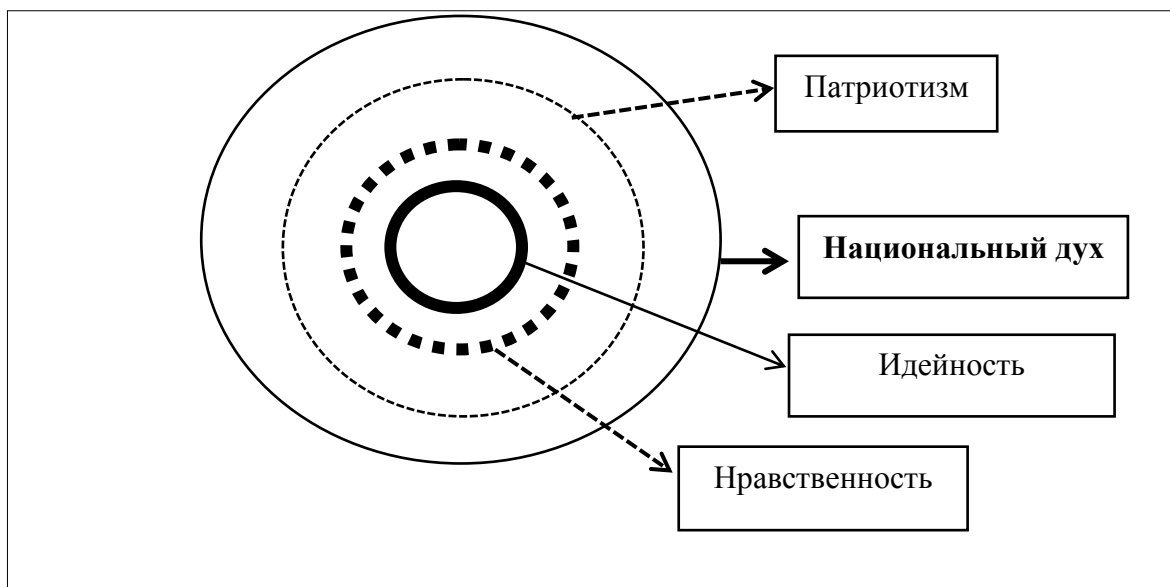 Патриотизм
Национальный дух
Идейность
Нравственность